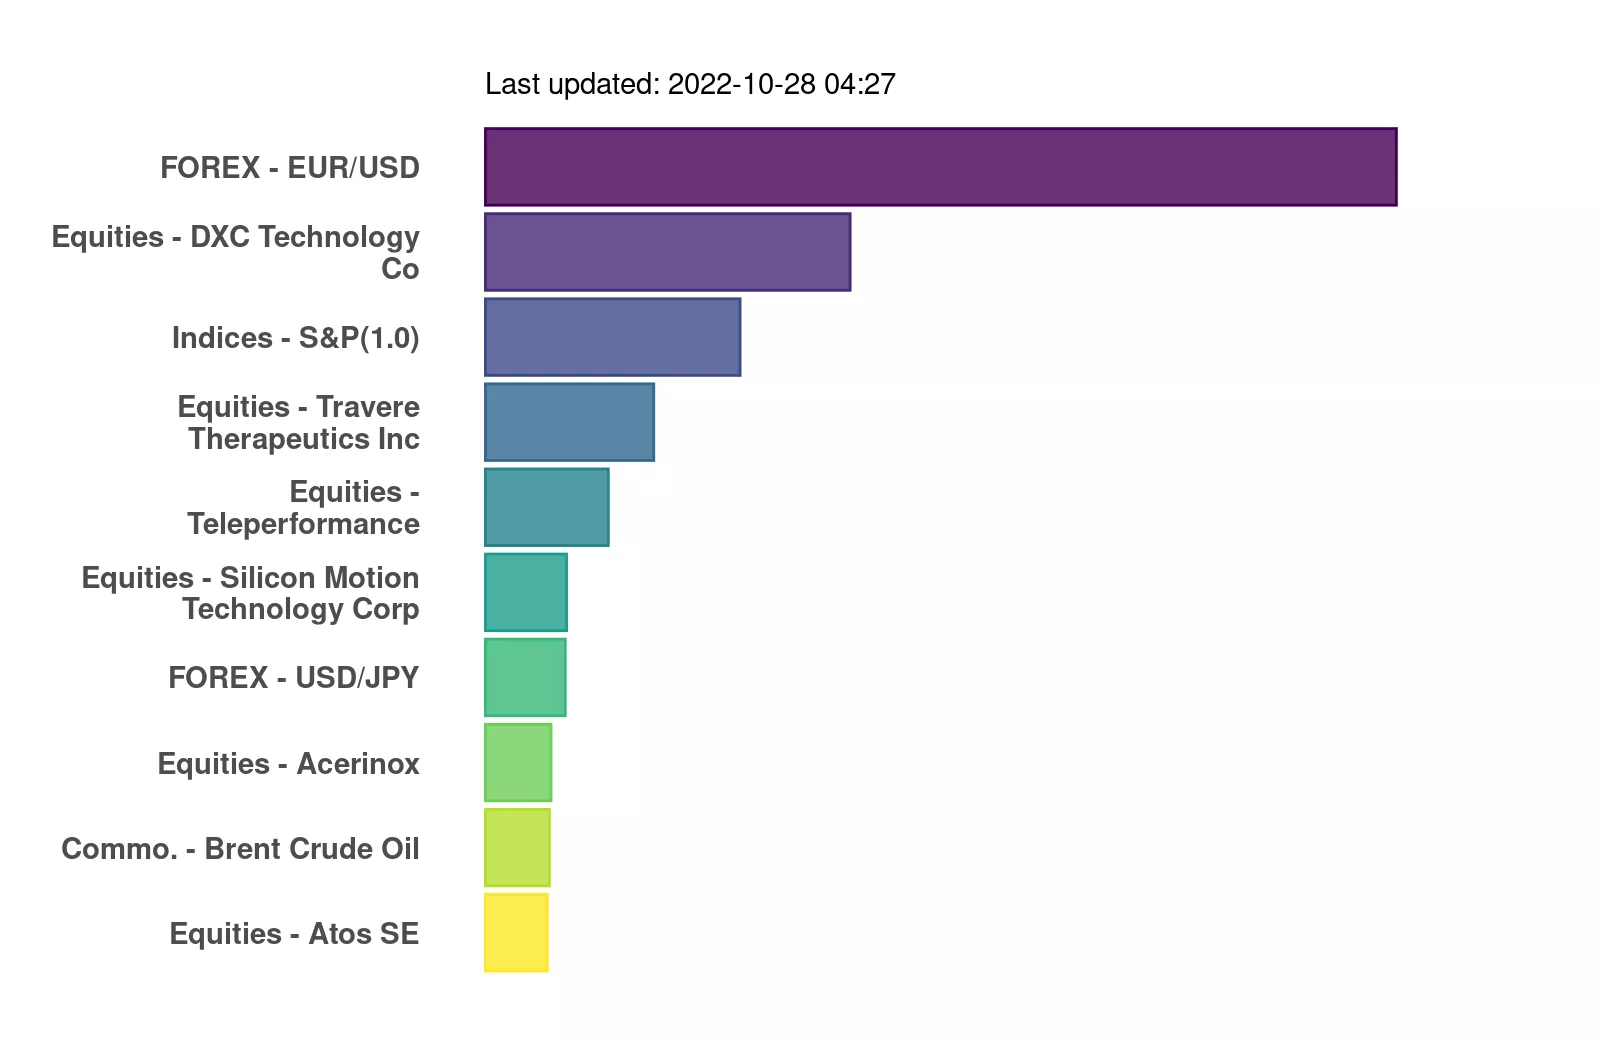 Last updated: 2022-10-28 04:27
FOREX - EUR/USD
Equities - DXC Technology
Co
Indices - S&P(1.0)
Equities - Travere
Therapeutics Inc
Equities -
Teleperformance
Equities - Silicon Motion
Technology Corp
FOREX - USD/JPY
Equities - Acerinox
Commo. - Brent Crude Oil
Equities - Atos SE